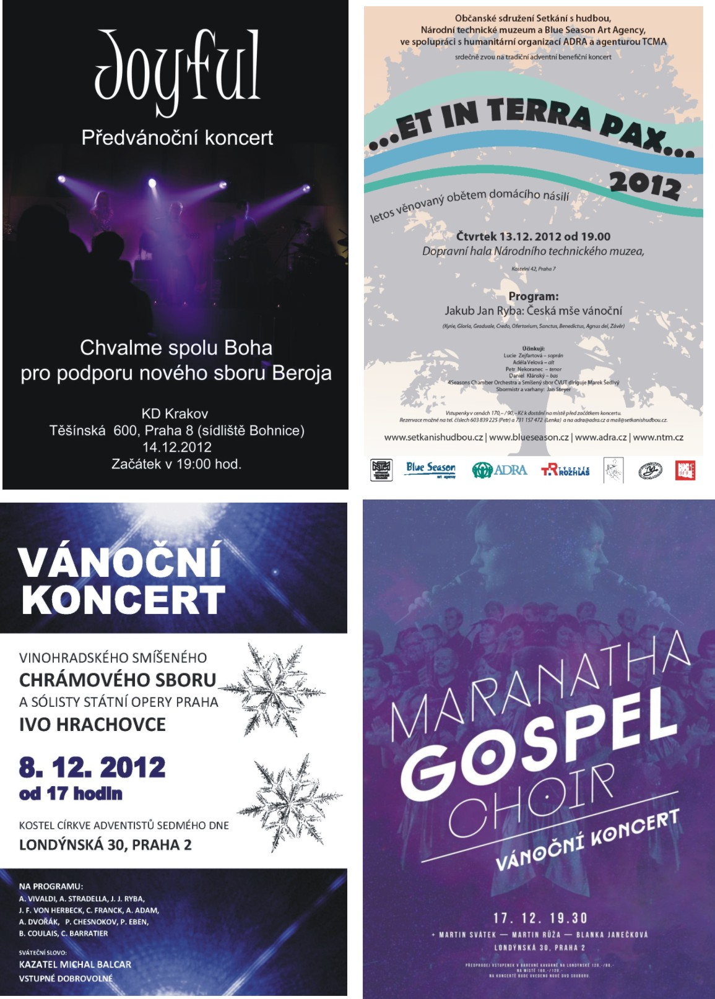 Joyful
Předvánoční koncert
Chvalme spolu Boha
pro podporu nového sboru Beroja
KD Krakov
Těšínská 600, Praha 8 (sídliště Bohnice)
14.12.2012
Začátek v 19:00 hod.
Občanské sdružení Setkání s hudbou,
Národní technické muzeum a Blue Season Art Agency,
ve spolupráci s humanitární organizací ADRA a agenturou TCMA
srdečně zvou na tradiční adventní benefiční koncert
...ET IN TERRA PAX...
2012
letos věnovaný obětem domácího násilí
Čtvrtek 13.12. 2012 od 19.00
Dopravní hala Národního technického muzea,
Kostelní 42, Praha 7
Program:
Jakub Jan Ryba: Česká mše vánoční
(Kyrie, Gloria, Graduale, Credo, Ofertorium, Sanctus, Benedictus, Agnus dei, Závěr)
Účinkují:
Lucie Zejfartová – soprán
Adéla Velová – alt
Petr Nekoranec – tenor
Daniel Klánský – bas
4Seasons Chamber Orchestra a Smíšený sbor ČVUT diriguje Marek Šedivý
Sbormistr a varhany: Jan Steyer
Vstupenky v cenách 170,– / 90,– Kč k dostání na místě před začátkem koncertu.
Rezervace možné na tel. číslech 603 839 225 (Petr) a 731 157 472 (Lenka) a na adra@adra.cz a mail@setkanishudbou.cz.
www.setkanishudbou.cz | www.blueseason.cz | www.adra.cz | www.ntm.cz
Blue Season
art agency
ADRA
TÝDENÍK
ROZHLAS
VÁNOČNÍ
KONCERT
VINOHRADSKÉHO SMÍŠENÉHO
CHRÁMOVÉHO SBORU
A SÓLISTY STÁTNÍ OPERY PRAHA
IVO HRACHOVCE
8. 12. 2012
od 17 hodin
KOSTEL CÍRKVE ADVENTISTŮ SEDMÉHO DNE
LONDÝNSKÁ 30, PRAHA 2
NA PROGRAMU:
A. VIVALDI, A. STRADELLA, J. J. RYBA,
J. F. VON HERBECK, C. FRANCK, A. ADAM,
A. DVOŘÁK, P. CHESNOKOV, P. EBEN,
B. COULAIS, C. BARRATIER
SVÁTEČNÍ SLOVO:
KAZATEL MICHAL BALCAR
VSTUPNÉ DOBROVOLNÉ
MARANATHA
GOSPEL
CHOIR
VÁNOČNÍ KONCERT
17. 12. 19.30
+ MARTIN SVÁTEK — MARTIN RŮŽA — BLANKA JANEČKOVÁ
LONDÝNSKÁ 30, PRAHA 2
PŘEDPRODEJ VSTUPENEK V BAREVNÉ KAVÁRNĚ NA LONDÝNSKÉ 120,-/80,-
NA MÍSTĚ 180,-/120,-
NA KONCERTĚ BUDE UVEDENO NOVÉ DVD SOUBORU.